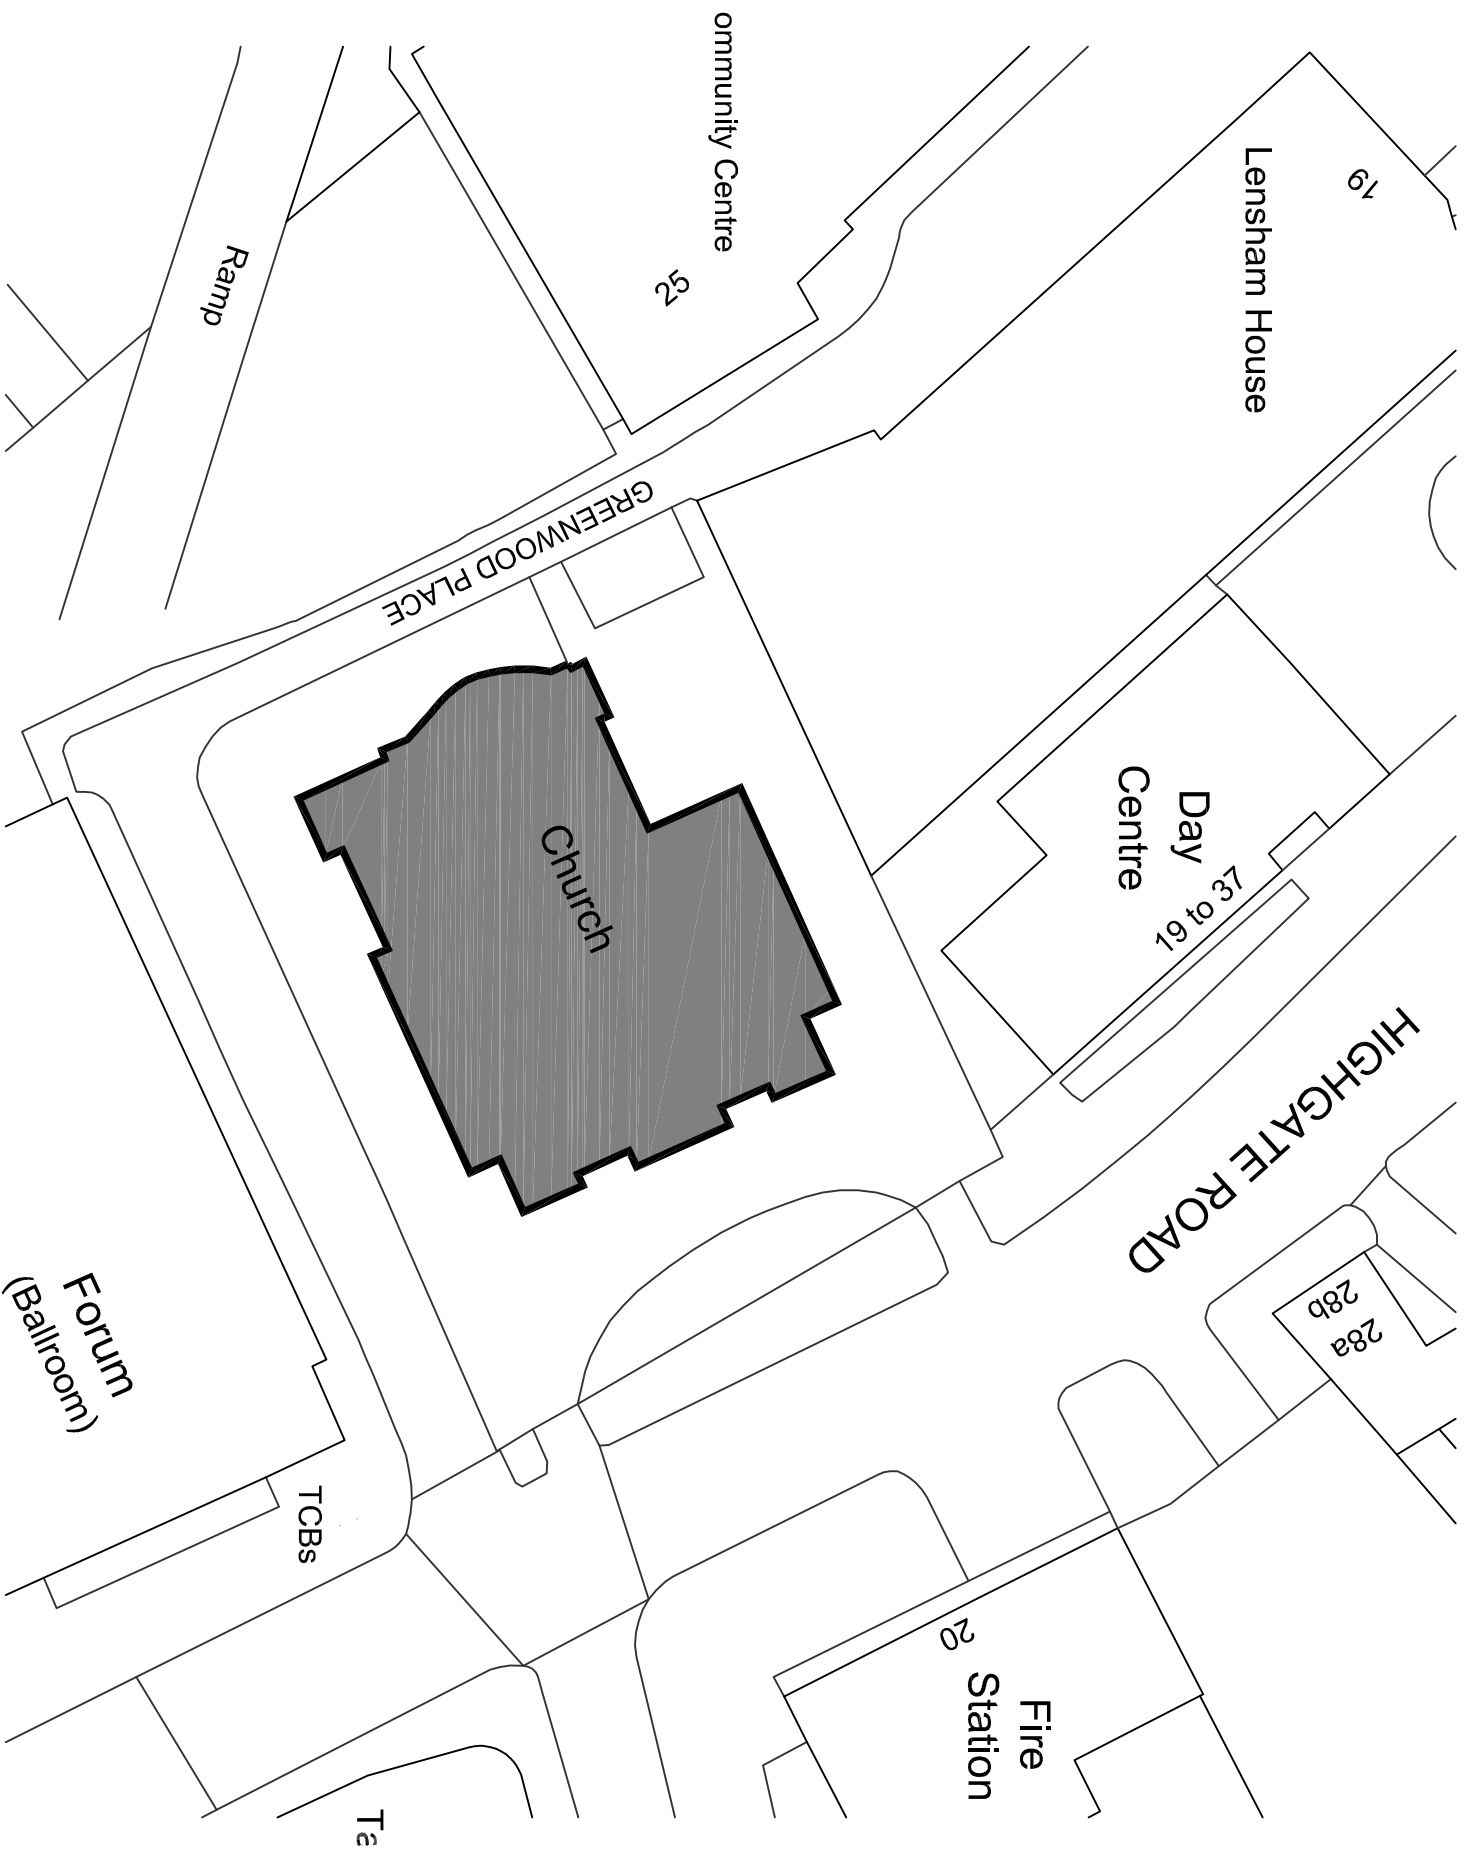 ommunity Centre
25
Lensham House
19
Ramp
GREENWOOD PLACE
Church
Day
Centre
19 to 37
HIGHGATE ROAD
28b
28a
Forum
(Ballroom)
TCBs
20
Fire
Station
Ta